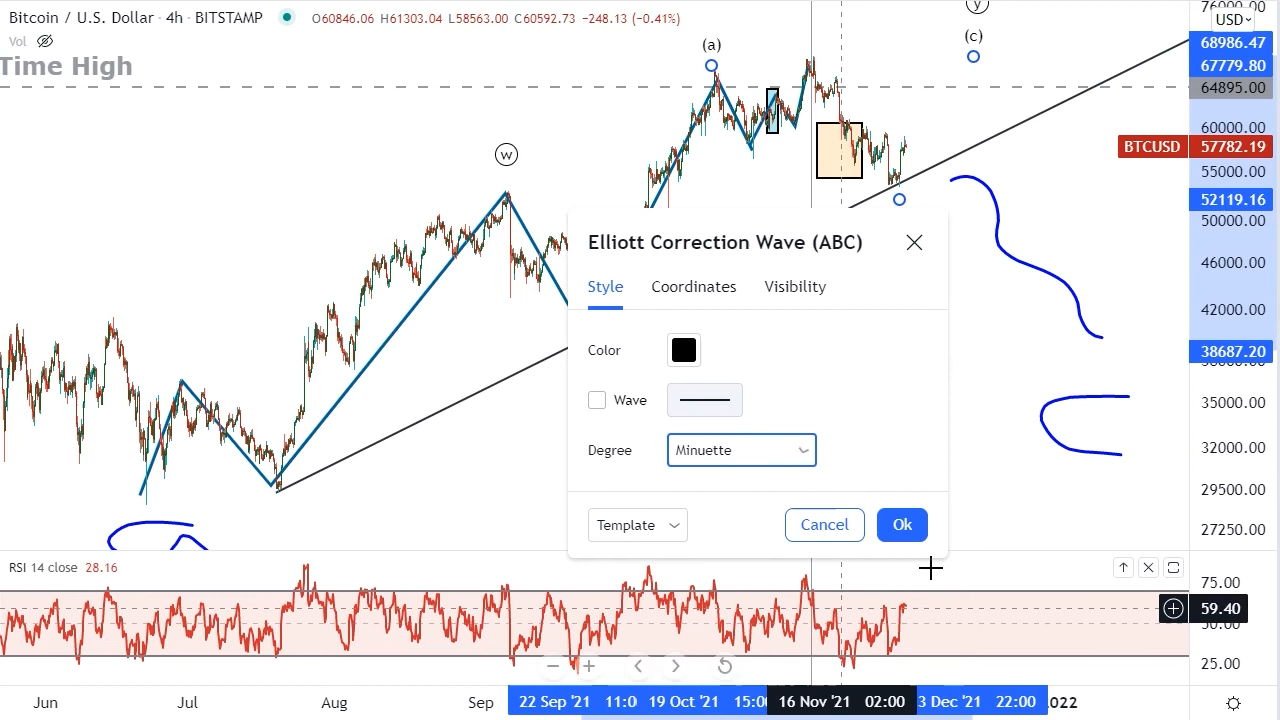 Bitcoin / U.S. Dollar · 4h · BITSTAMP O60846.06 H61303.04 L58563.00 C60592.73 −248.13 (−0.41%)
76000.00
USD
Vol
Time High
(a)
y
(c)
w
68986.47
67779.80
64895.00
60000.00
BTCUSD 57782.19
55000.00
52119.16
50000.00
46000.00
42000.00
38687.20
35000.00
32000.00
29500.00
27250.00
Elliott Correction Wave (ABC)
Style Coordinates Visibility
Color
Wave
Degree Minuette
Template Cancel Ok
RSI 14 close 28.16
75.00
59.40
50.00
25.00
Jun Jul Aug Sep 22 Sep '21 11:0 19 Oct '21 15:00 16 Nov '21 02:00 3 Dec '21 22:00 2022